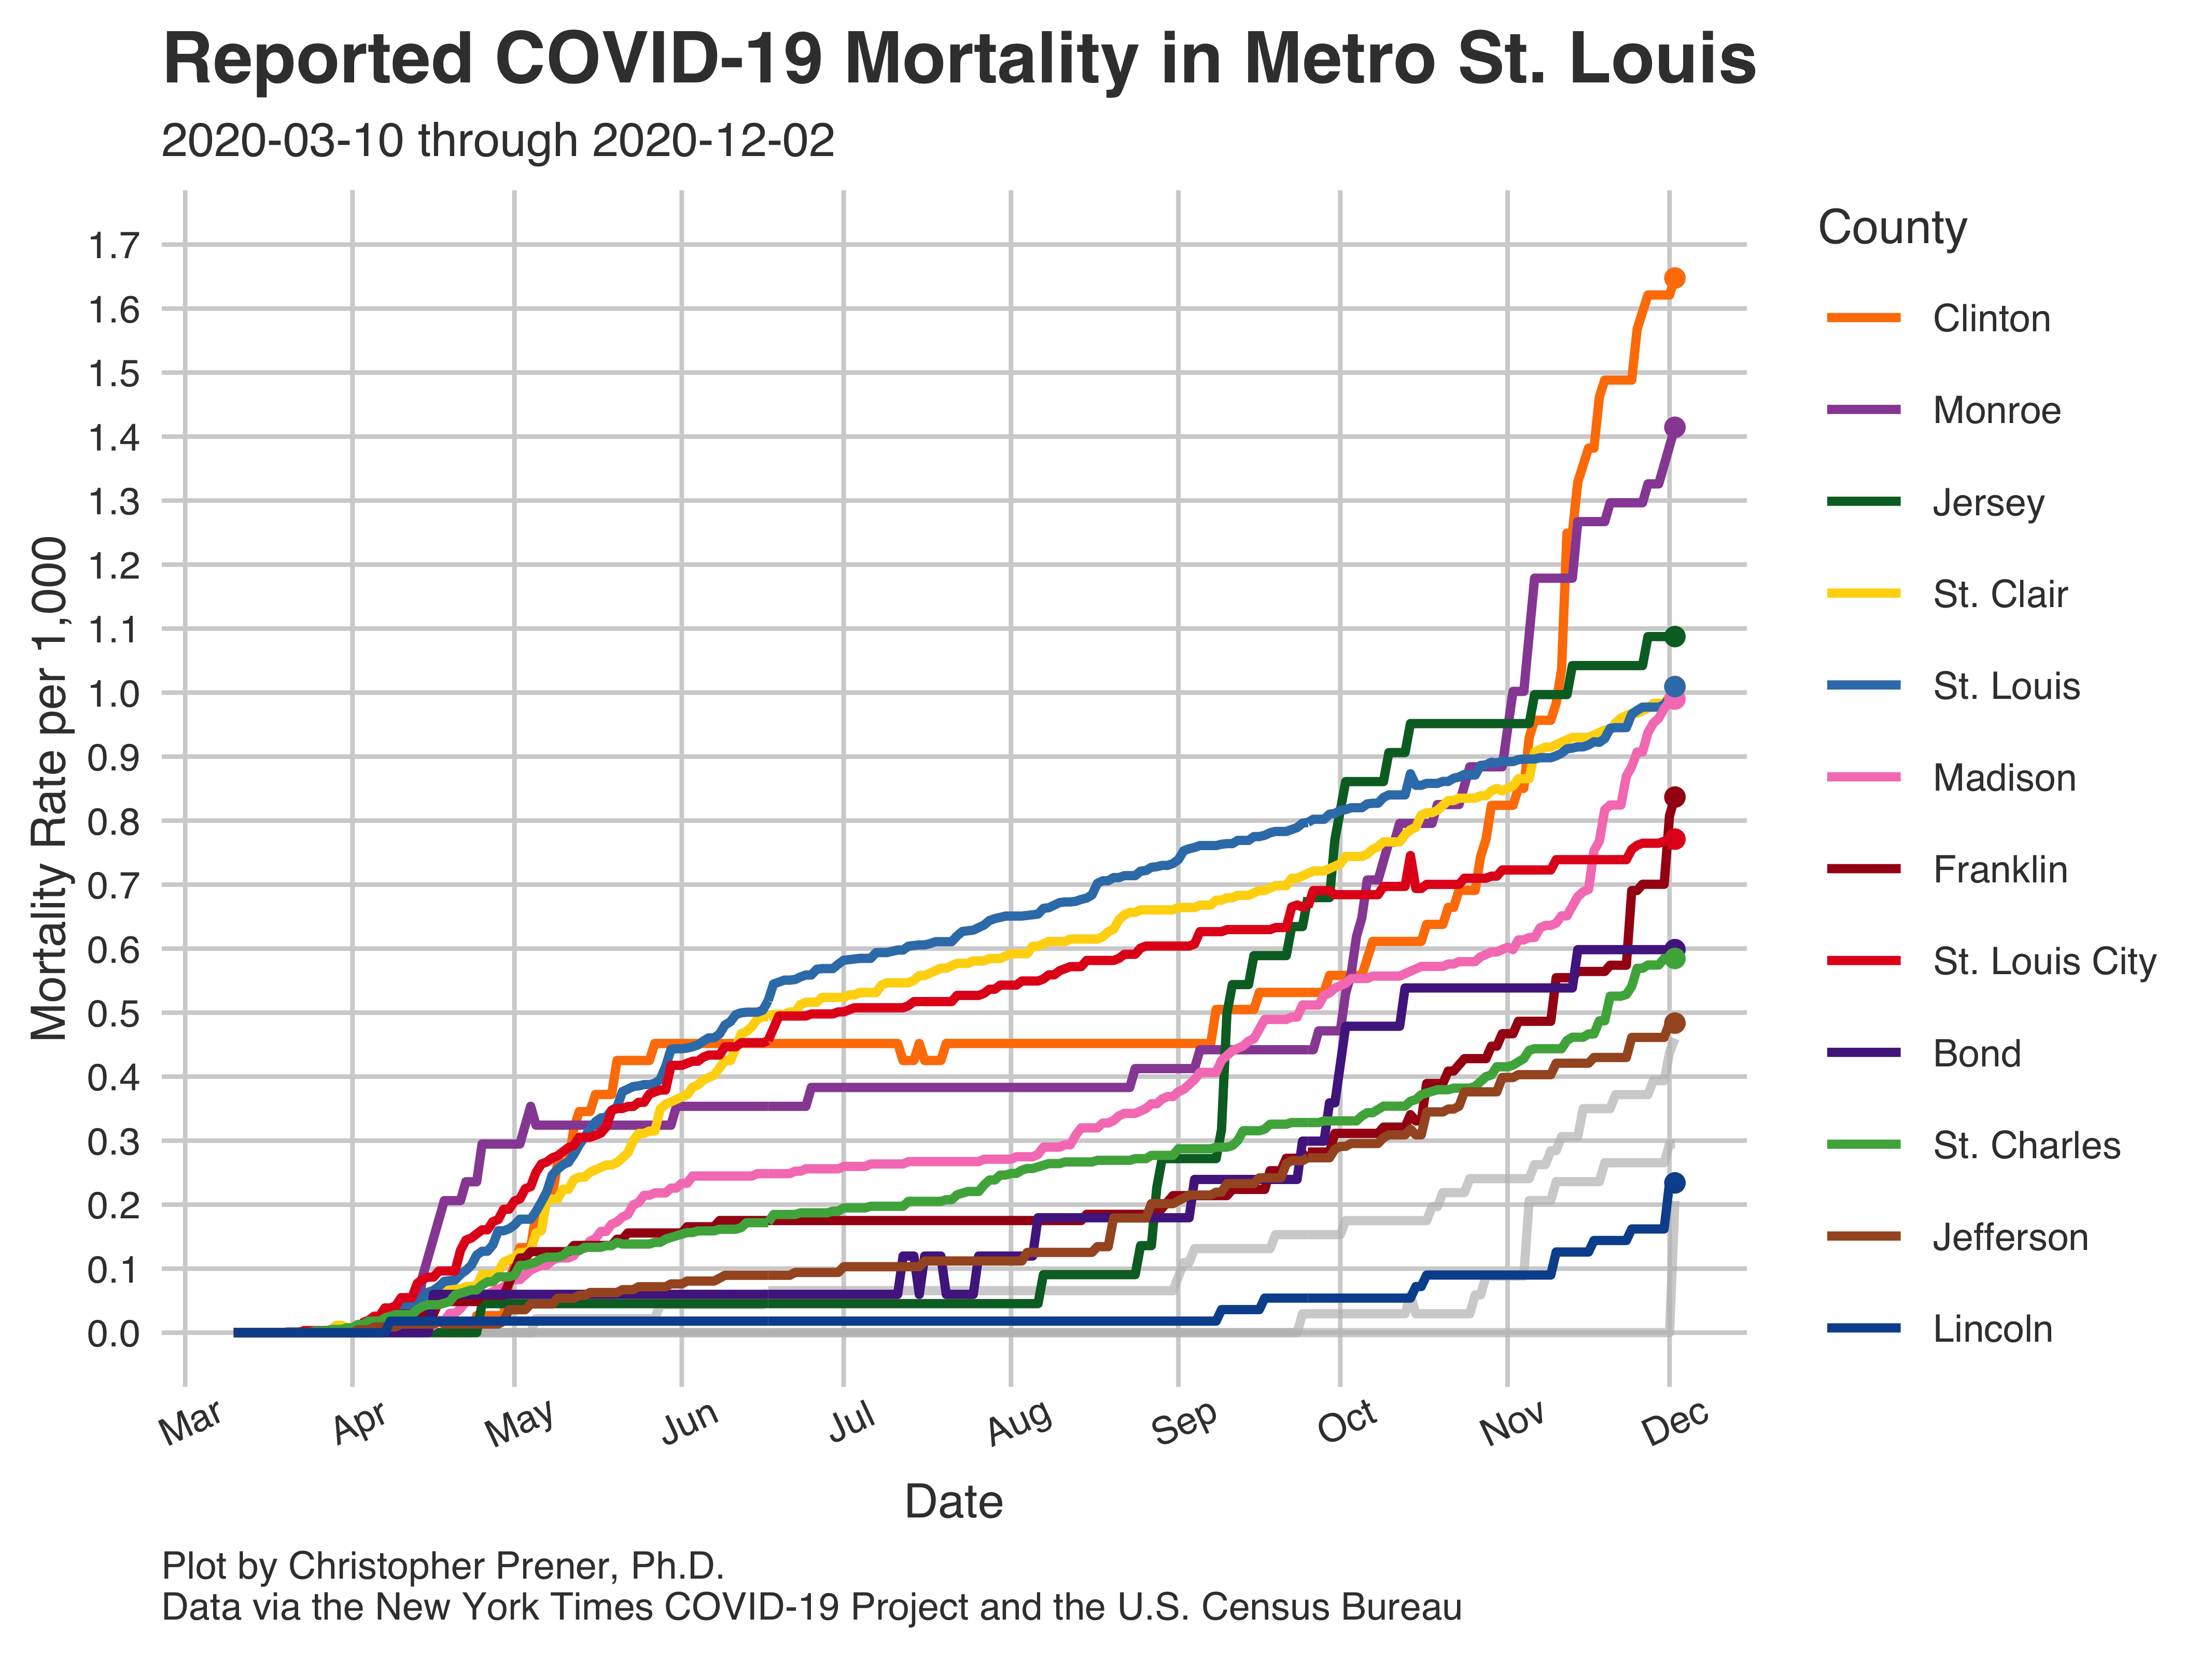 Reported COVID-19 Mortality in Metro St. Louis
2020-03-10 through 2020-12-02
Mortality Rate per 1,000
1.7
1.6
1.5
1.4
1.3
1.2
1.1
1.0
0.9
0.8
0.7
0.6
0.5
0.4
0.3
0.2
0.1
0.0
Mar Apr May Jun Jul Aug Sep Oct Nov Dec
Date
County
Clinton
Monroe
Jersey
St. Clair
St. Louis
Madison
Franklin
St. Louis City
Bond
St. Charles
Jefferson
Lincoln
Plot by Christopher Prener, Ph.D.
Data via the New York Times COVID-19 Project and the U.S. Census Bureau